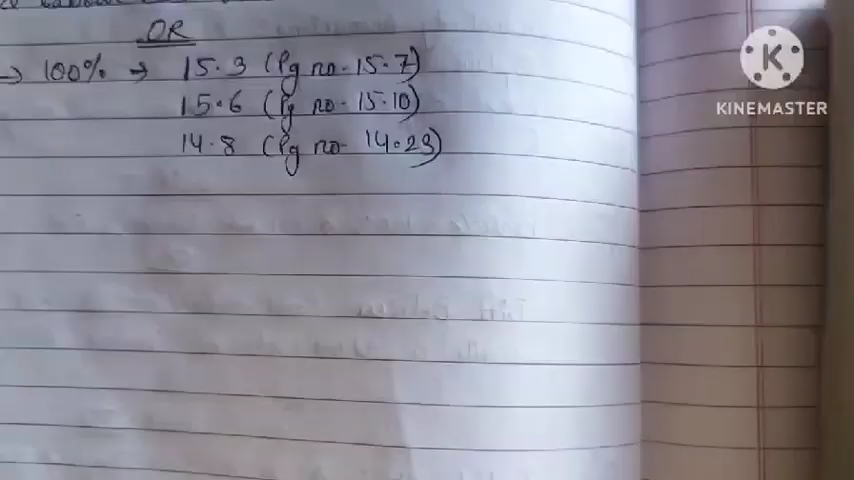 OR
→ 100% → 15.3 (Pg no. 15.7)
15.6 (Pg no- 15.10)
14.8 (Pg no- 14.23)
K
KINEMASTER